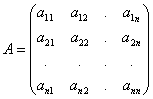 A = ( a11 a12 . a1n
a21 a22 . a2n
. . . .
an1 an2 . ann )